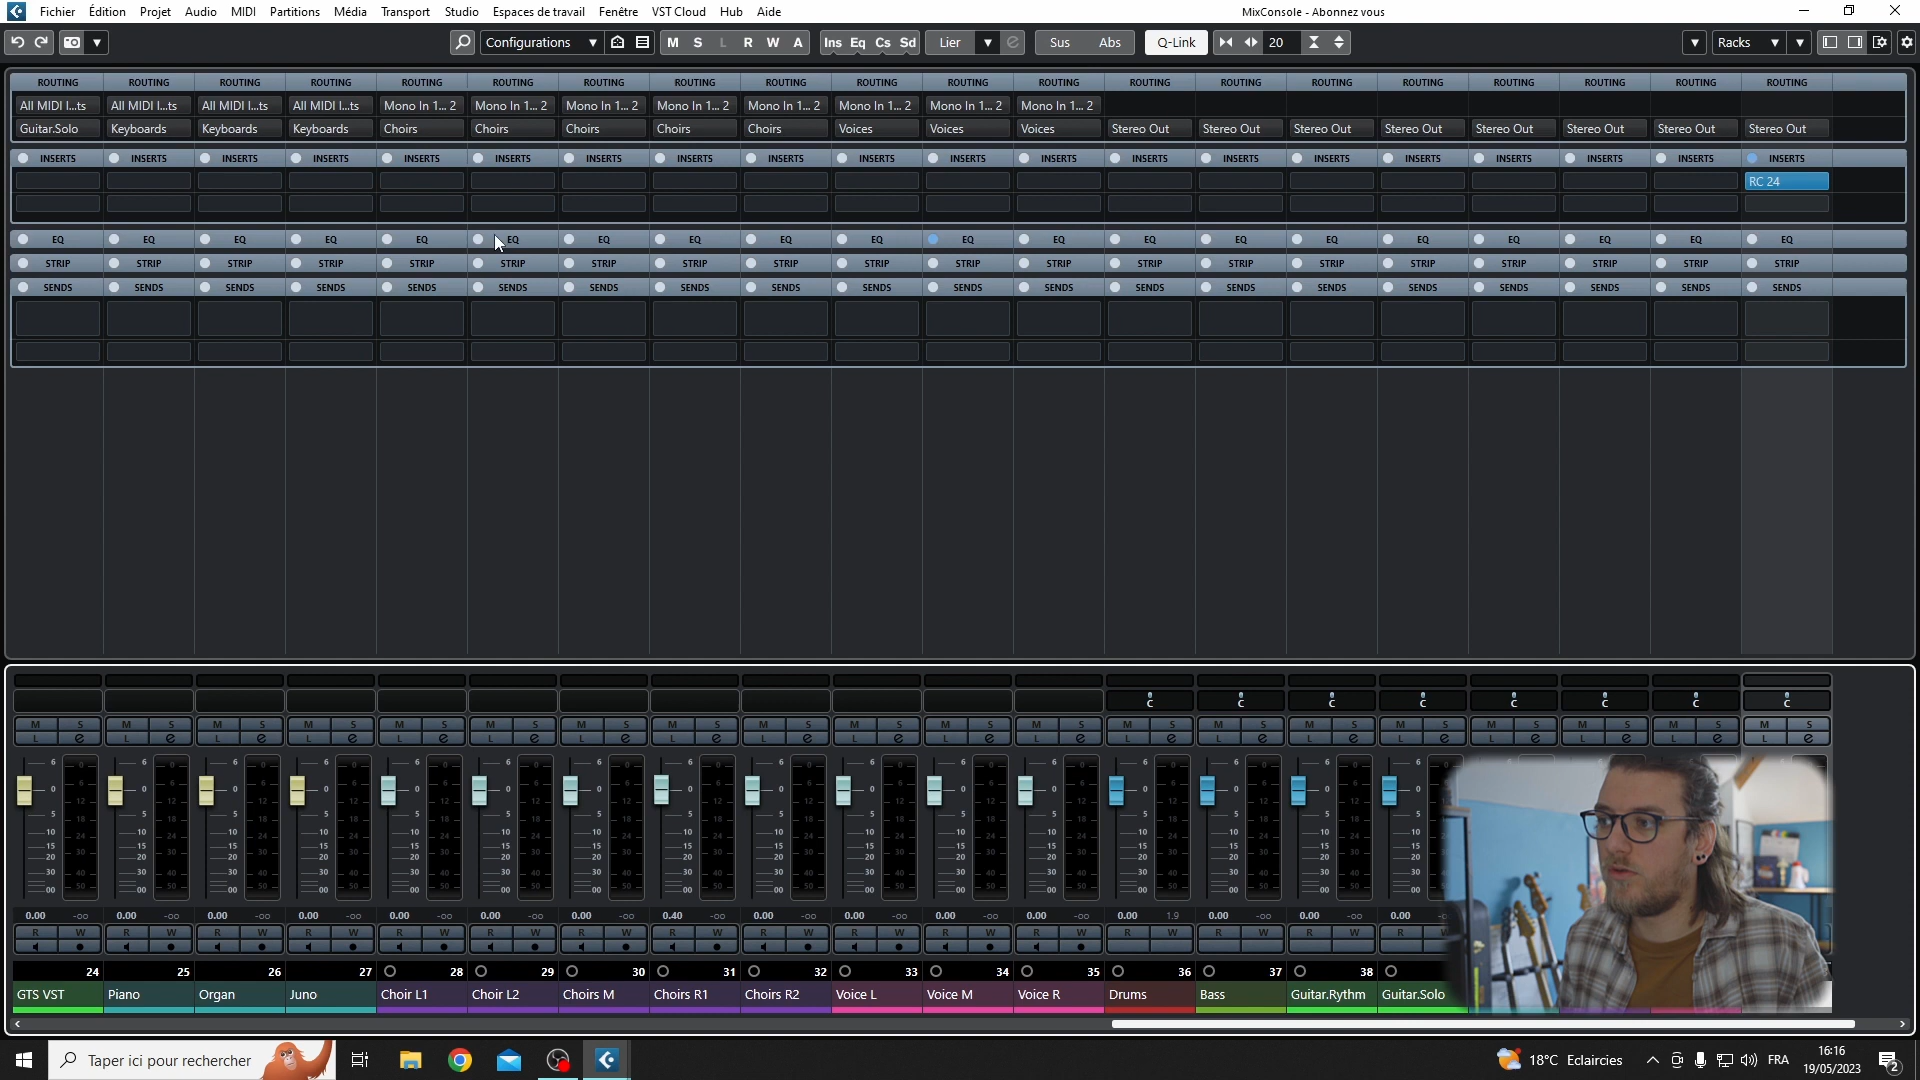 Fichier Édition Projet Audio MIDI Partitions Média Transport Studio Espaces de travail Fenêtre VST Cloud Hub Aide MixConsole - Abonnez vous
Configurations M S L R W A Ins Eq Cs Sd Lier Sus Abs Q-Link 20 Racks
ROUTING ROUTING ROUTING ROUTING ROUTING ROUTING ROUTING ROUTING ROUTING ROUTING ROUTING ROUTING ROUTING ROUTING ROUTING ROUTING ROUTING ROUTING ROUTING ROUTING
All MIDI I...ts All MIDI I...ts All MIDI I...ts All MIDI I...ts Mono In 1... 2 Mono In 1... 2 Mono In 1... 2 Mono In 1... 2 Mono In 1... 2 Mono In 1... 2 Mono In 1... 2 Mono In 1... 2
Guitar.Solo Keyboards Keyboards Keyboards Choirs Choirs Choirs Choirs Choirs Voices Voices Voices Stereo Out Stereo Out Stereo Out Stereo Out Stereo Out Stereo Out Stereo Out Stereo Out
INSERTS INSERTS INSERTS INSERTS INSERTS INSERTS INSERTS INSERTS INSERTS INSERTS INSERTS INSERTS INSERTS INSERTS INSERTS INSERTS INSERTS INSERTS INSERTS INSERTS
RC 24
EQ EQ EQ EQ EQ EQ EQ EQ EQ EQ EQ EQ EQ EQ EQ EQ EQ EQ EQ EQ
STRIP STRIP STRIP STRIP STRIP STRIP STRIP STRIP STRIP STRIP STRIP STRIP STRIP STRIP STRIP STRIP STRIP STRIP STRIP STRIP
SENDS SENDS SENDS SENDS SENDS SENDS SENDS SENDS SENDS SENDS SENDS SENDS SENDS SENDS SENDS SENDS SENDS SENDS SENDS SENDS
C C C C C C C C
M S M S M S M S M S M S M S M S M S M S M S M S M S M S M S M S M S M S M S M S
L e L e L e L e L e L e L e L e L e L e L e L e L e L e L e L e L e L e L e L e
0.00 -oo 0.00 -oo 0.00 -oo 0.00 -oo 0.00 -oo 0.00 -oo 0.00 -oo 0.40 -oo 0.00 -oo 0.00 -oo 0.00 -oo 0.00 -oo 0.00 1.9 0.00 -oo 0.00 -oo 0.00
R W R W R W R W R W R W R W R W R W R W R W R W R W R W R W R
24 25 26 27 28 29 30 31 32 33 34 35 36 37 38
GTS VST Piano Organ Juno Choir L1 Choir L2 Choirs M Choirs R1 Choirs R2 Voice L Voice M Voice R Drums Bass Guitar.Rythm Guitar.Solo
Taper ici pour rechercher 18°C Eclaircies FRA 16:16
19/05/2023 2